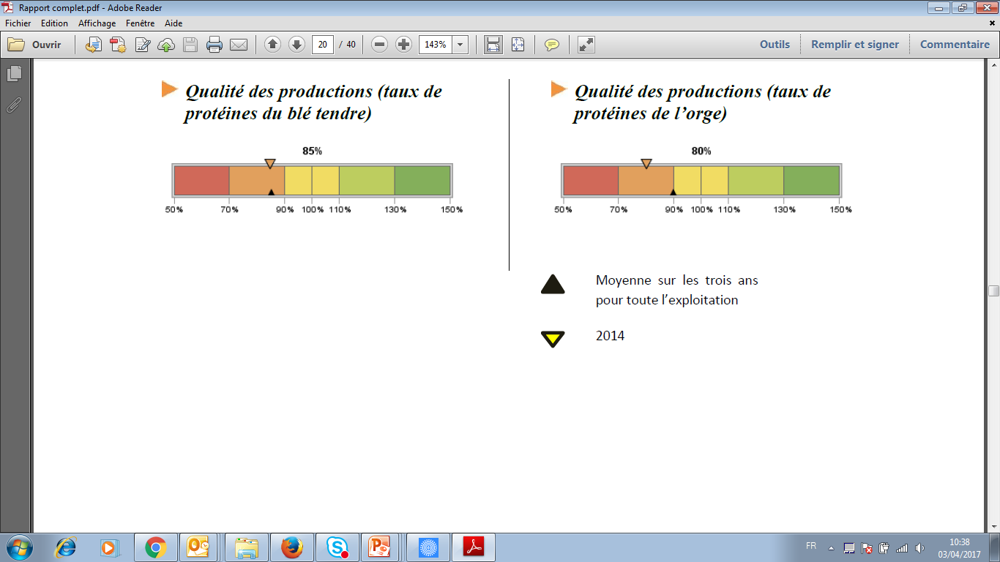 Rapport complet.pdf - Adobe Reader
Fichier Edition Affichage Fenêtre Aide
Ouvrir 20 / 40 143% Outils Remplir et signer Commentaire
Qualité des productions (taux de
protéines du blé tendre)
85%
50% 70% 90% 100% 110% 130% 150%
Qualité des productions (taux de
protéines de l’orge)
80%
50% 70% 90% 100% 110% 130% 150%
Moyenne sur les trois ans
pour toute l’exploitation
2014
FR 10:38
03/04/2017